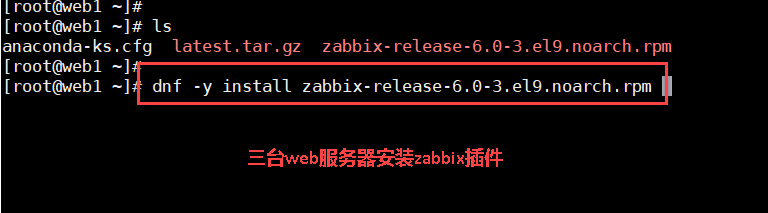 [root@web1 ~]#
[root@web1 ~]# ls
anaconda-ks.cfg  latest.tar.gz  zabbix-release-6.0-3.el9.noarch.rpm
[root@web1 ~]#
[root@web1 ~]# dnf -y install zabbix-release-6.0-3.el9.noarch.rpm
三台web服务器安装zabbix插件